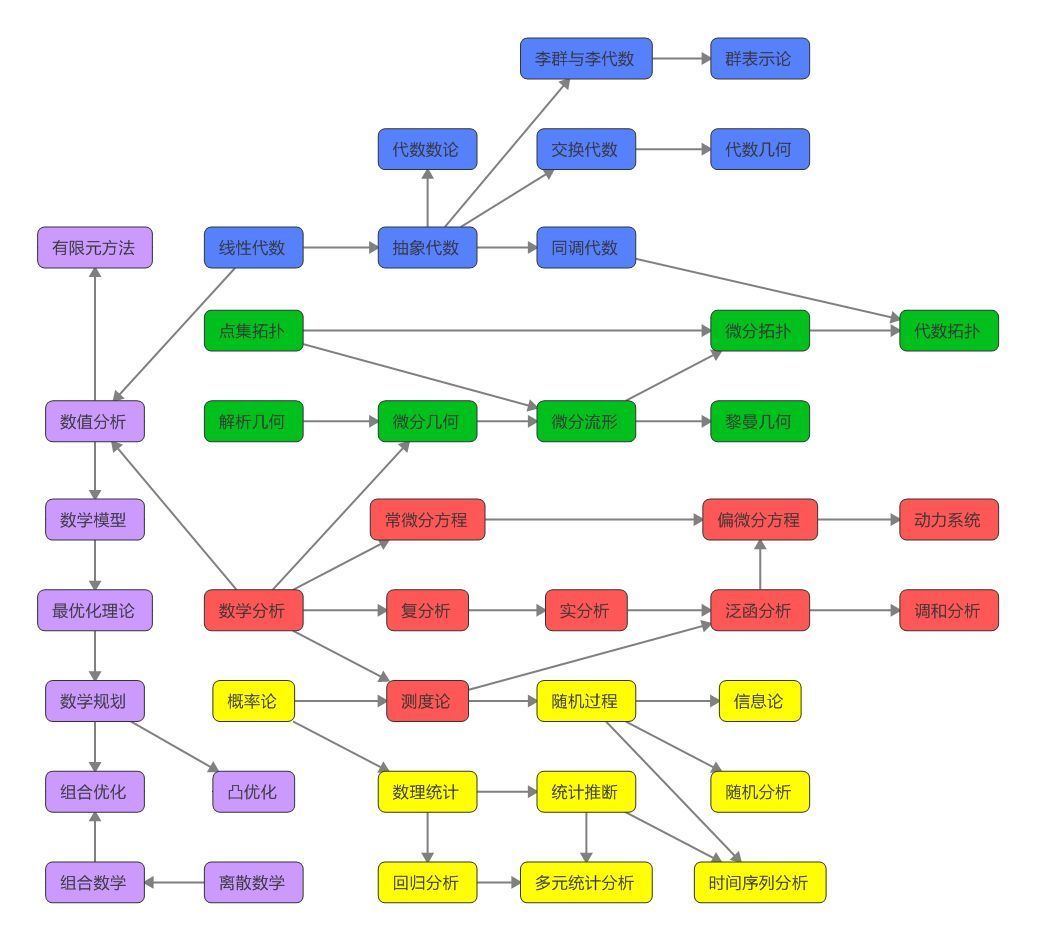 李群与李代数
群表示论
代数数论
交换代数
代数几何
有限元方法
线性代数
抽象代数
同调代数
点集拓扑
微分拓扑
代数拓扑
数值分析
解析几何
微分几何
微分流形
黎曼几何
数学模型
常微分方程
偏微分方程
动力系统
最优化理论
数学分析
复分析
实分析
泛函分析
调和分析
数学规划
概率论
测度论
随机过程
信息论
组合优化
凸优化
数理统计
统计推断
随机分析
组合数学
离散数学
回归分析
多元统计分析
时间序列分析